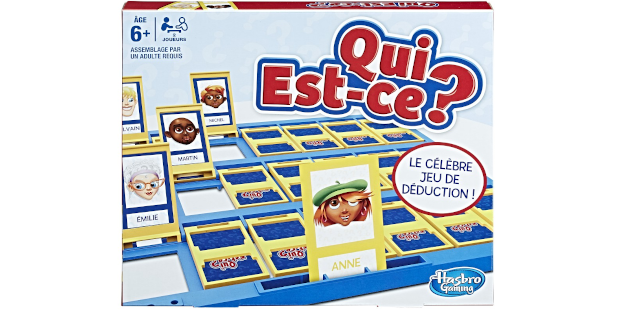 ÂGE
6+
2
JOUEURS
ASSEMBLAGE PAR
UN ADULTE REQUIS
Qui
Est-ce?
LE CÉLÈBRE
JEU DE
DÉDUCTION !
MICHEL
MARTIN
EMILIE
ANNE
Hasbro
Gaming